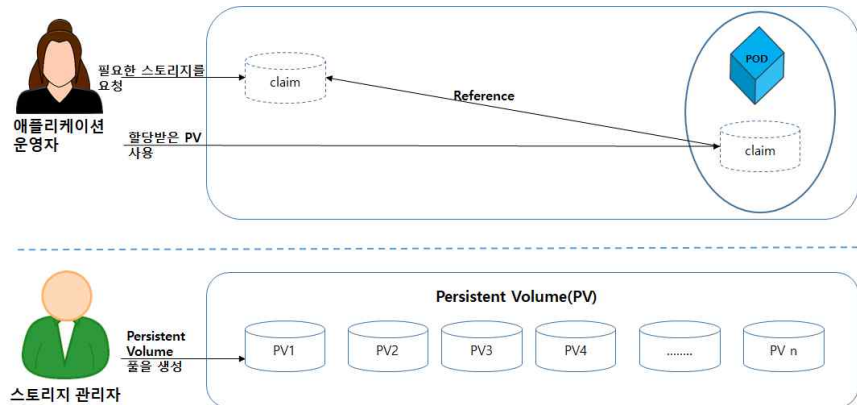 필요한 스토리지를
요청
claim
Reference
POD
애플리케이션
운영자
할당받은 PV
사용
claim
Persistent Volume(PV)
Persistent
Volume
풀을 생성
PV1
PV2
PV3
PV4
........
PV n
스토리지 관리자